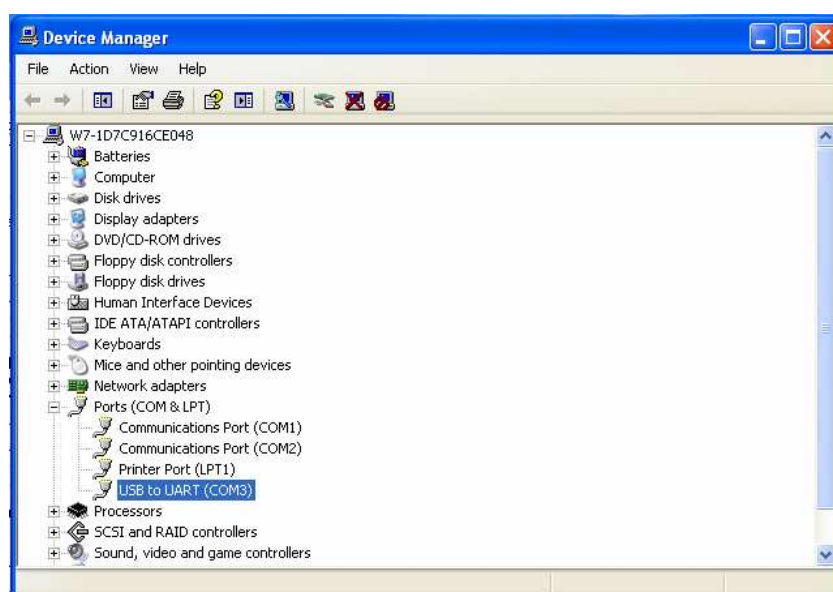 Device Manager
File Action View Help
W7-1D7C916CE048
Batteries
Computer
Disk drives
Display adapters
DVD/CD-ROM drives
Floppy disk controllers
Floppy disk drives
Human Interface Devices
IDE ATA/ATAPI controllers
Keyboards
Mice and other pointing devices
Network adapters
Ports (COM & LPT)
Communications Port (COM1)
Communications Port (COM2)
Printer Port (LPT1)
USB to UART (COM3)
Processors
SCSI and RAID controllers
Sound, video and game controllers